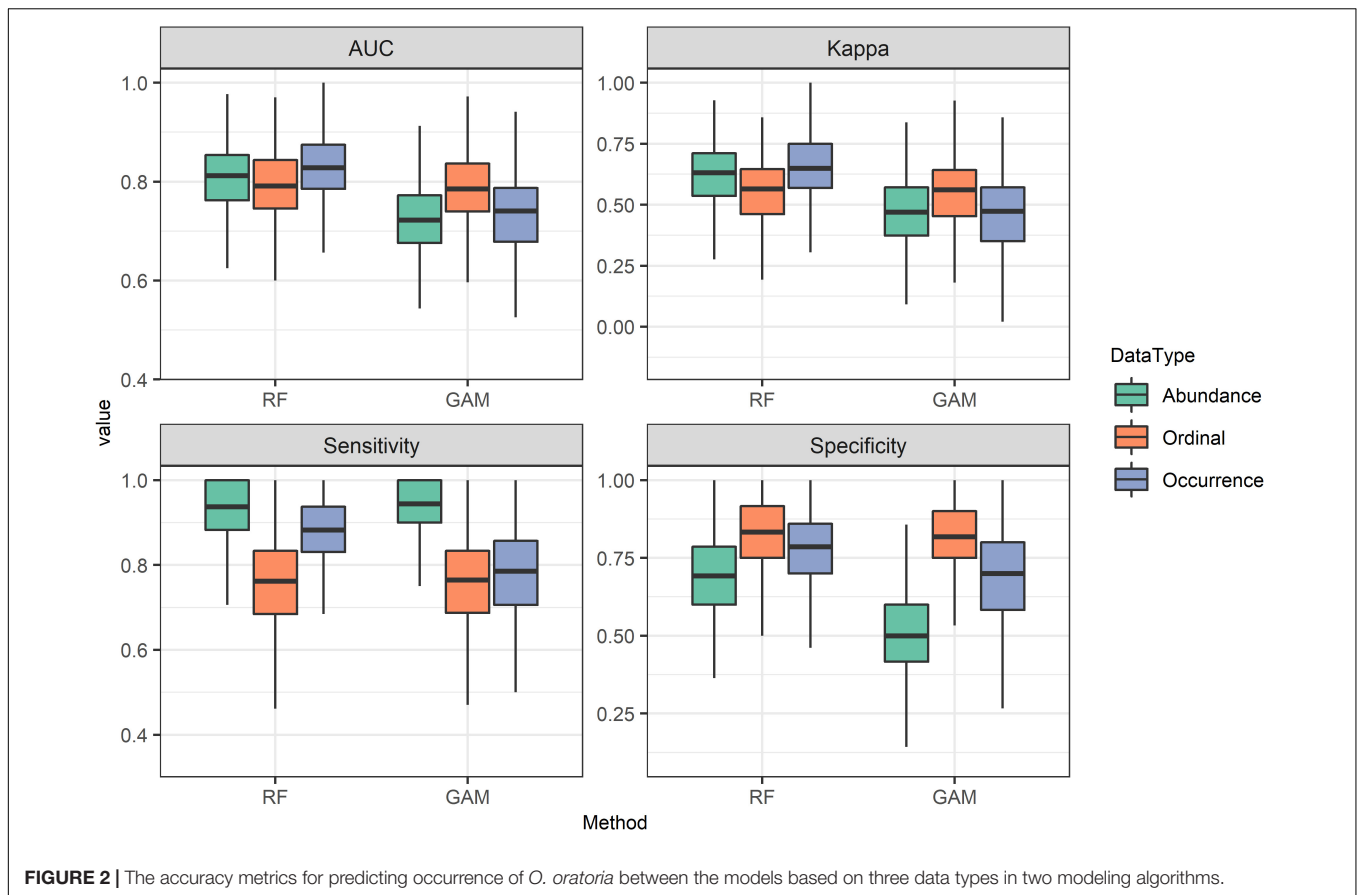 AUC
Kappa
1.0
0.8
0.6
0.4
1.00
0.75
0.50
0.25
0.00
RF
GAM
RF
GAM
value
Sensitivity
Specificity
1.0
0.8
0.6
0.4
1.00
0.75
0.50
0.25
RF
GAM
RF
GAM
Method
DataType
Abundance
Ordinal
Occurrence
FIGURE 2 | The accuracy metrics for predicting occurrence of O. oratoria between the models based on three data types in two modeling algorithms.